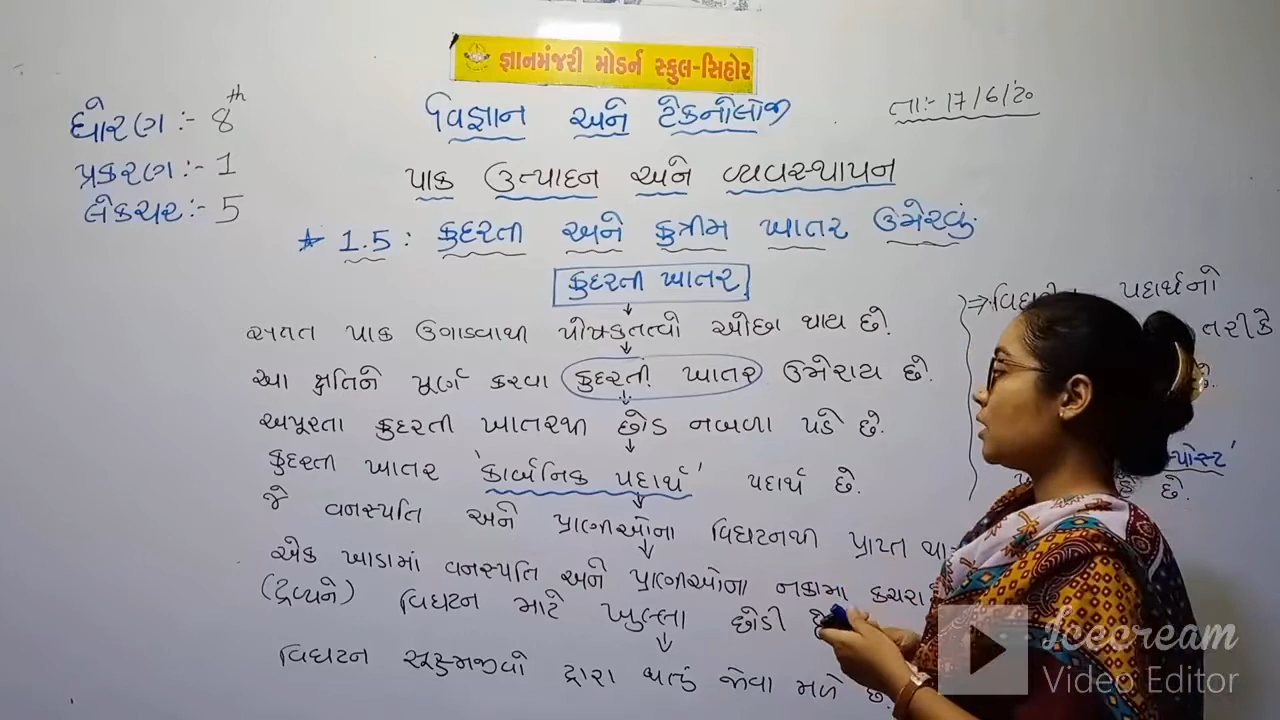 જ્ઞાનમંજરી મોડર્ન સ્કુલ-સિહોર
ધોરણ :- 8th
પ્રકરણ :- 1
લેકચર :- 5
વિજ્ઞાન અને ટેકનોલોજી
તા:- 17/6/'20
પાક ઉત્પાદન અને વ્યવસ્થાપન
★ 1.5 : કુદરતી અને કુત્રીમ ખાતર ઉમેરવું.
કુદરતી ખાતર
સતત પાક ઉગાડવાથી પોષકતત્વો ઓછા થાય છે.
આ ક્ષતિને પૂર્ણ કરવા કુદરતી ખાતર ઉમેરાય છે.
અપૂરતા કુદરતી ખાતરથી છોડ નબળા પડે છે.
કુદરતી ખાતર 'કાર્બનિક પદાર્થ' પદાર્થ છે.
જે વનસ્પતિ અને પ્રાણીઓના વિઘટનથી પ્રાપ્ત
એક ખાડામાં વનસ્પતિ અને પ્રાણીઓના નકામા કચરા
(દ્રવ્યને) વિઘટન માટે ખુલ્લા છોડી
વિઘટન સૂક્ષ્મજીવો દ્વારા થતું જોવા મળે છે.
⇒ પદાર્થનો
તરીકે
છે.
છે.
Icecream
Video Editor